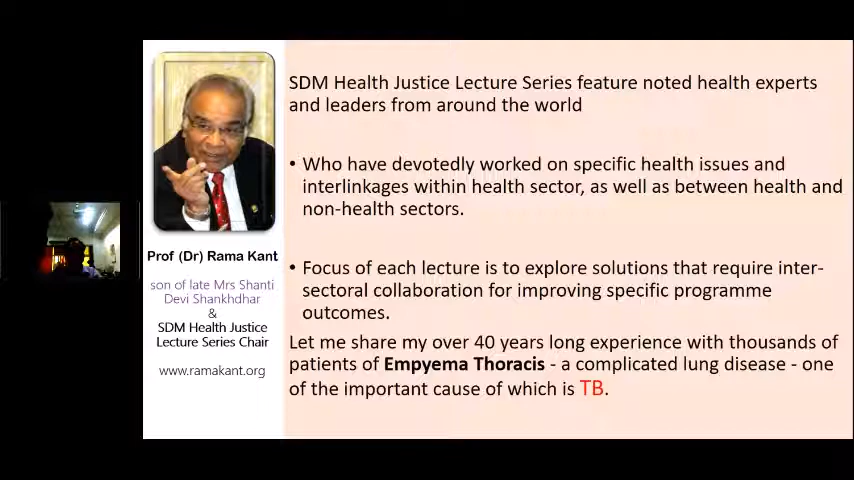 Prof (Dr) Rama Kant
son of late Mrs Shanti
Devi Shankhdhar
&
SDM Health Justice
Lecture Series Chair
www.ramakant.org
SDM Health Justice Lecture Series feature noted health experts
and leaders from around the world
• Who have devotedly worked on specific health issues and
interlinkages within health sector, as well as between health and
non-health sectors.
• Focus of each lecture is to explore solutions that require inter-
sectoral collaboration for improving specific programme
outcomes.
Let me share my over 40 years long experience with thousands of
patients of Empyema Thoracis - a complicated lung disease - one
of the important cause of which is TB.